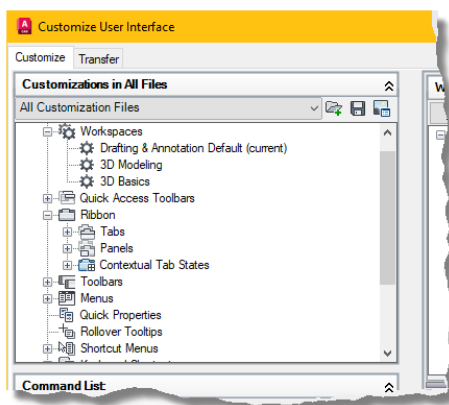 Customize User Interface
Customize Transfer
Customizations in All Files
All Customization Files
Workspaces
Drafting & Annotation Default (current)
3D Modeling
3D Basics
Quick Access Toolbars
Ribbon
Tabs
Panels
Contextual Tab States
Toolbars
Menus
Quick Properties
Rollover Tooltips
Shortcut Menus
Command List: